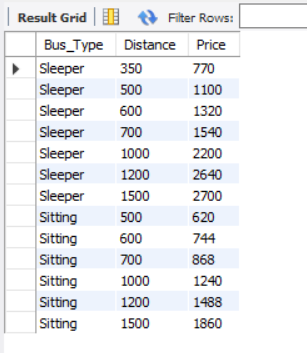 Result Grid Filter Rows:
Bus_Type Distance Price
Sleeper 350 770
Sleeper 500 1100
Sleeper 600 1320
Sleeper 700 1540
Sleeper 1000 2200
Sleeper 1200 2640
Sleeper 1500 2700
Sitting 500 620
Sitting 600 744
Sitting 700 868
Sitting 1000 1240
Sitting 1200 1488
Sitting 1500 1860